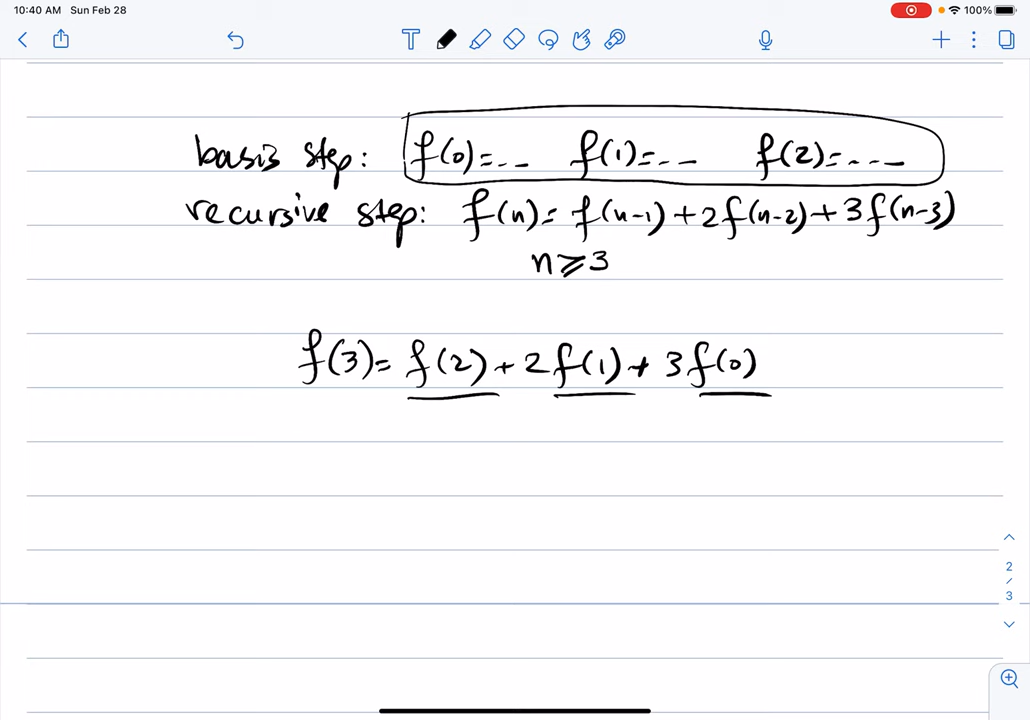 10:40 AM Sun Feb 28 100%
T
basis step: f(0)=.. f(1)=-- f(2)=---
recursive step: f(n)= f(n-1)+2f(n-2)+3f(n-3)
n⩾3
f(3)= f(2)+2f(1)+3f(0)
2
/
3